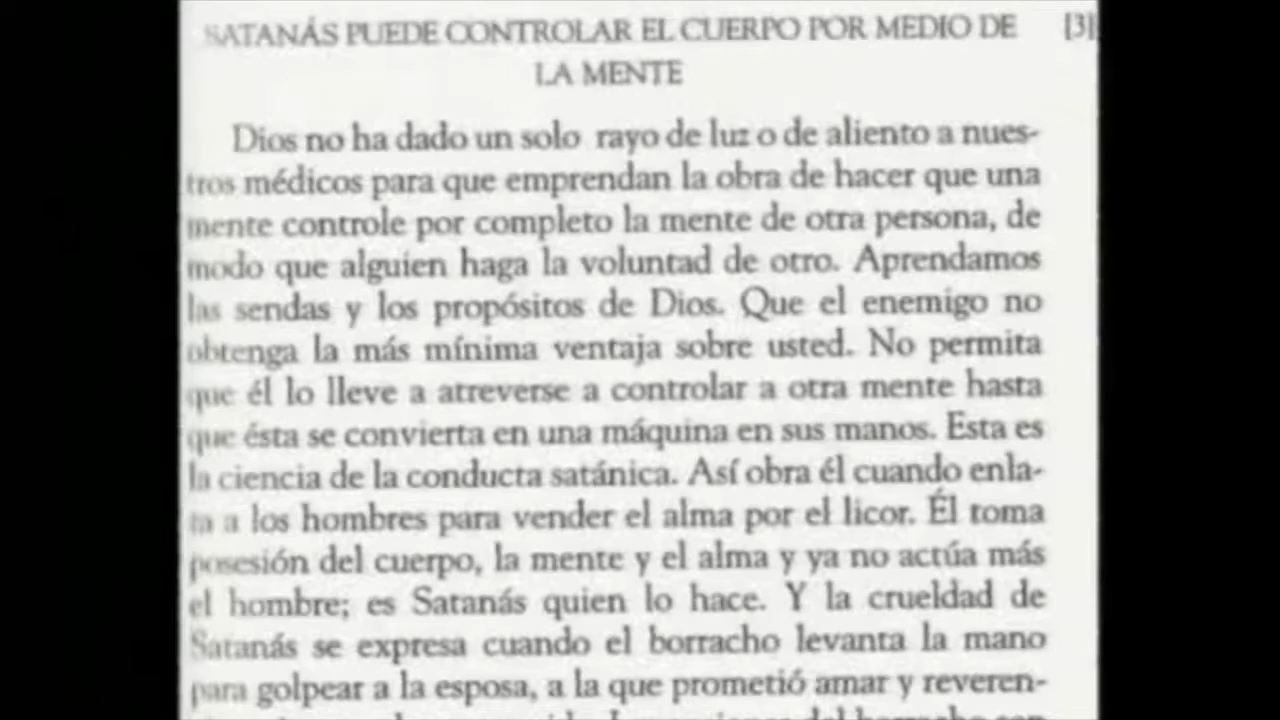 SATANÁS PUEDE CONTROLAR EL CUERPO POR MEDIO DE [3]
LA MENTE
Dios no ha dado un solo rayo de luz o de aliento a nues-
tros médicos para que emprendan la obra de hacer que una
mente controle por completo la mente de otra persona, de
modo que alguien haga la voluntad de otro. Aprendamos
las sendas y los propósitos de Dios. Que el enemigo no
obtenga la más mínima ventaja sobre usted. No permita
que él lo lleve a atreverse a controlar a otra mente hasta
que ésta se convierta en una máquina en sus manos. Esta es
la ciencia de la conducta satánica. Así obra él cuando enla-
ta a los hombres para vender el alma por el licor. Él toma
posesión del cuerpo, la mente y el alma y ya no actúa más
el hombre; es Satanás quien lo hace. Y la crueldad de
Satanás se expresa cuando el borracho levanta la mano
para golpear a la esposa, a la que prometió amar y reveren-